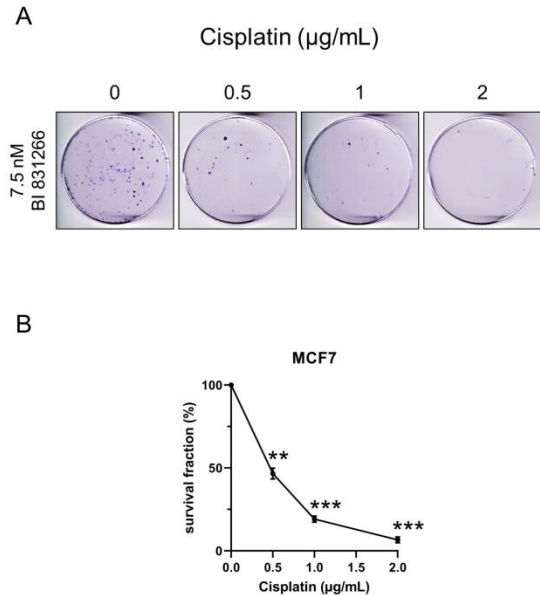 A
Cisplatin (µg/mL)
0 0.5 1 2
7.5 nM
BI 831266
B
MCF7
survival fraction (%)
100
50
0
**
***
***
0.0 0.5 1.0 1.5 2.0
Cisplatin (µg/mL)